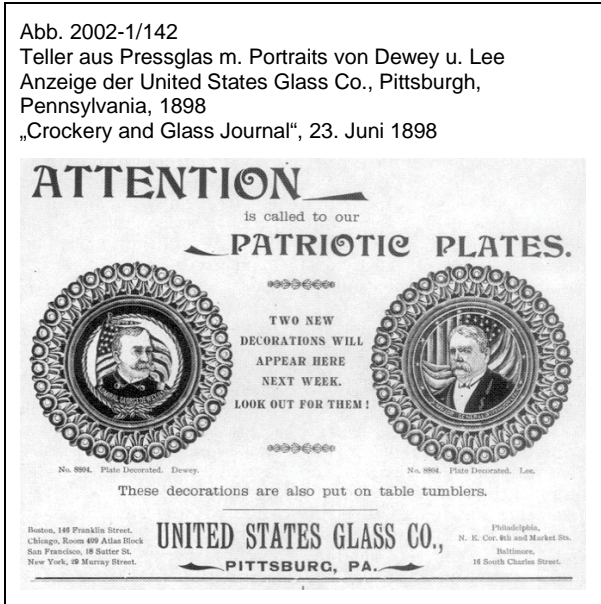 Abb. 2002-1/142
Teller aus Pressglas m. Portraits von Dewey u. Lee
Anzeige der United States Glass Co., Pittsburgh,
Pennsylvania, 1898
„Crockery and Glass Journal“, 23. Juni 1898
ATTENTION
is called to our
PATRIOTIC PLATES.
TWO NEW
DECORATIONS WILL
APPEAR HERE
NEXT WEEK.
LOOK OUT FOR THEM!
No. 8804. Plate Decorated. Dewey.
No. 8804. Plate Decorated. Lee.
These decorations are also put on table tumblers.
Boston, 146 Franklin Street.
Chicago, Room 409 Atlas Block
San Francisco, 18 Sutter St.
New York, 29 Murray Street.
UNITED STATES GLASS CO.,
PITTSBURG, PA.
Philadelphia,
N. E. Cor. 9th and Market Sts.
Baltimore,
16 South Charles Street.